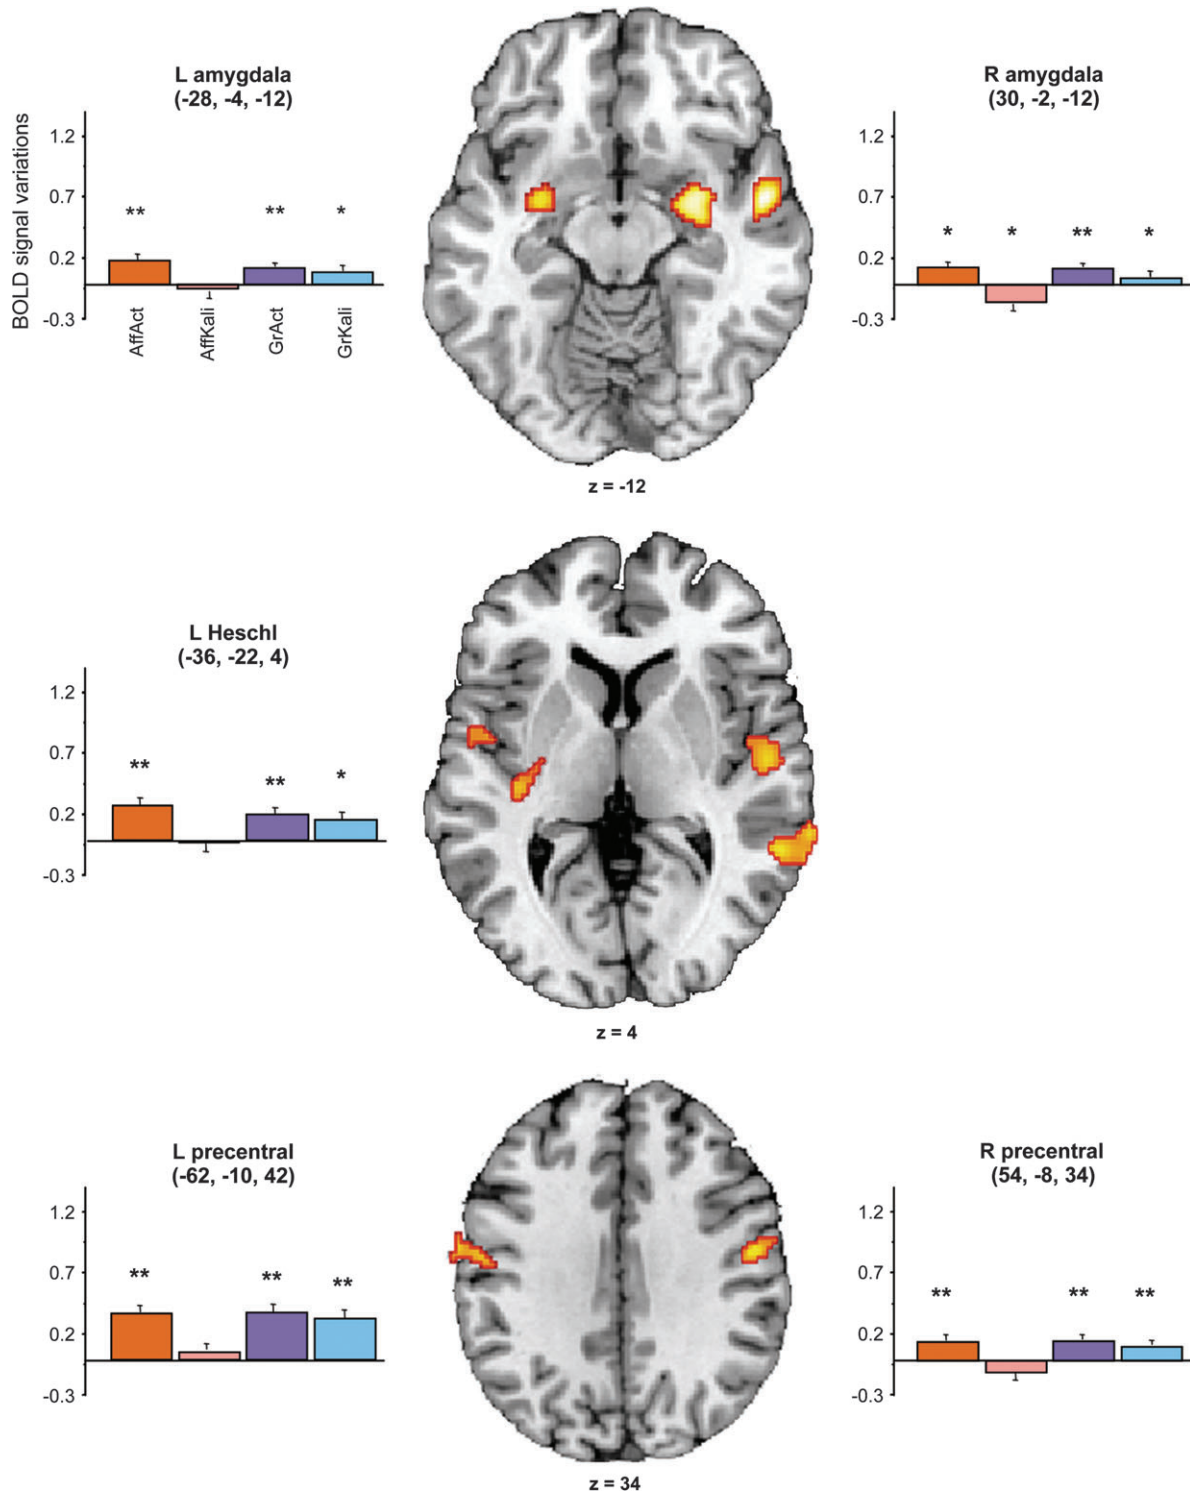 L amygdala
(-28, -4, -12)
BOLD signal variations
1.2
0.7
0.2
-0.3
**
**
*
AffAct
AffKali
GrAct
GrKali
R amygdala
(30, -2, -12)
1.2
0.7
0.2
-0.3
*
*
**
*
z = -12
L Heschl
(-36, -22, 4)
1.2
0.7
0.2
-0.3
**
**
*
z = 4
L precentral
(-62, -10, 42)
1.2
0.7
0.2
-0.3
**
**
**
R precentral
(54, -8, 34)
1.2
0.7
0.2
-0.3
**
**
**
z = 34